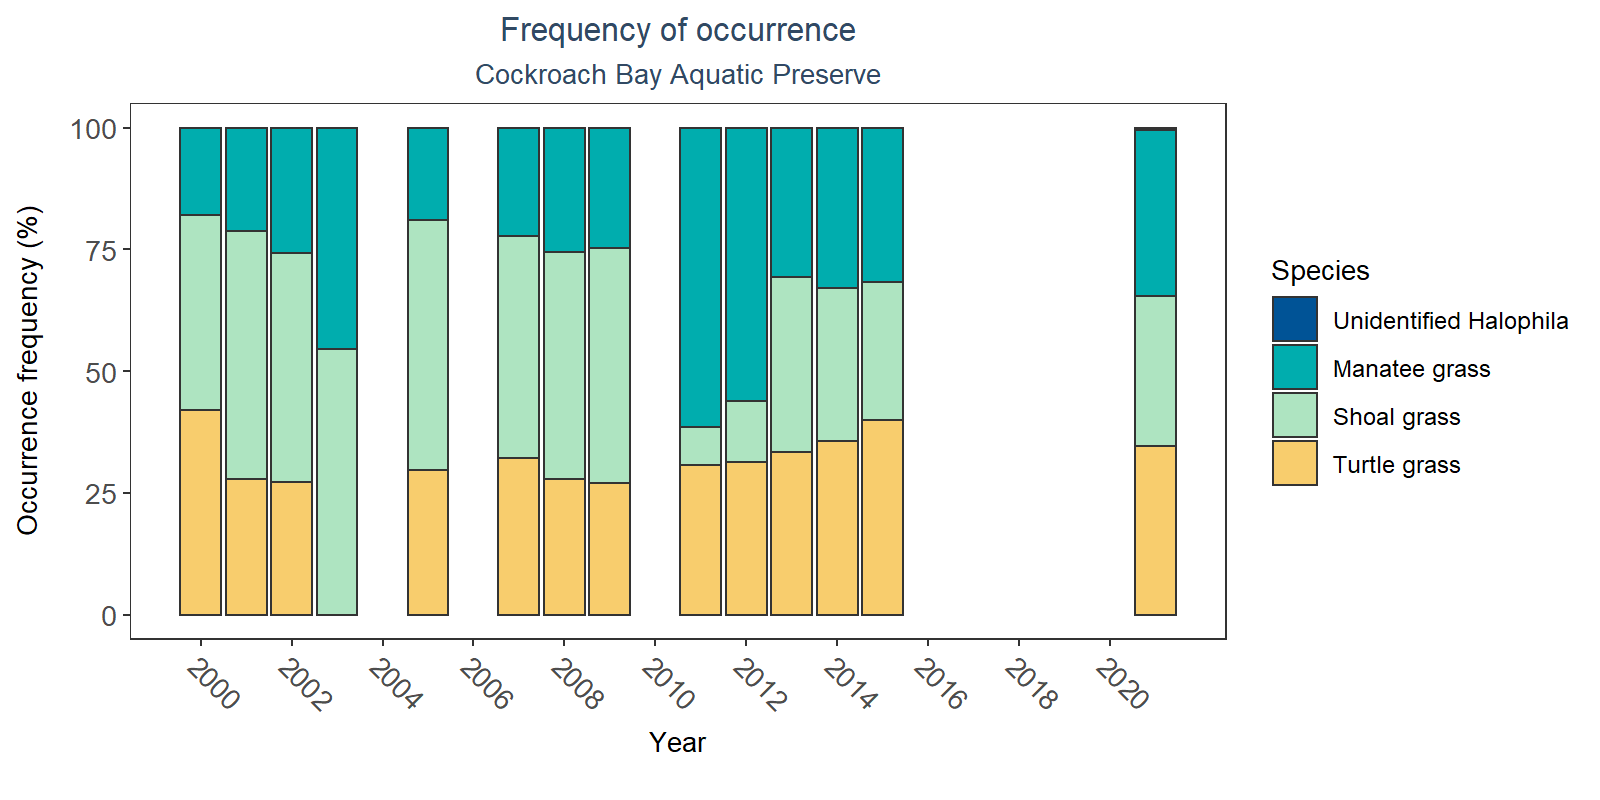 Frequency of occurrence
Cockroach Bay Aquatic Preserve
Occurrence frequency (%)
100
75
50
25
0
2000
2002
2004
2006
2008
2010
2012
2014
2016
2018
2020
Year
Species
Unidentified Halophila
Manatee grass
Shoal grass
Turtle grass